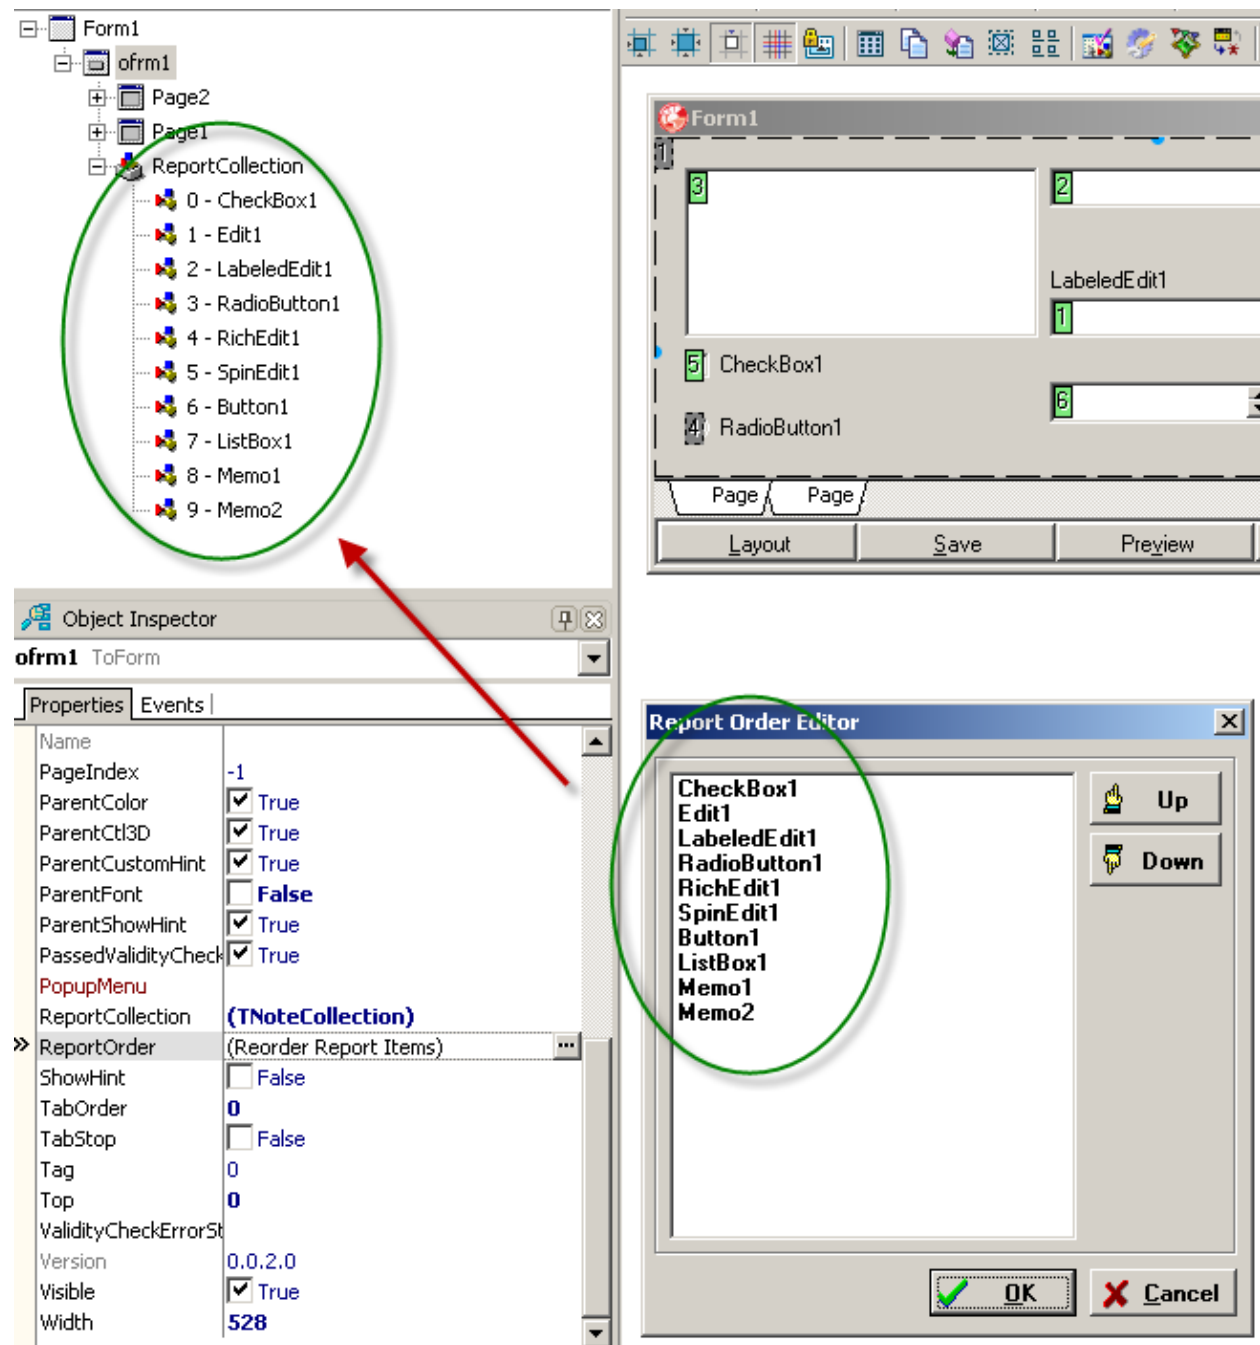 Form1
ofrm1
Page2
Page1
ReportCollection
0 - CheckBox1
1 - Edit1
2 - LabeledEdit1
3 - RadioButton1
4 - RichEdit1
5 - SpinEdit1
6 - Button1
7 - ListBox1
8 - Memo1
9 - Memo2
Form1
1
3
2
LabeledEdit1
1
5 CheckBox1
6
4 RadioButton1
Page Page
Layout Save Preview
Object Inspector
ofrm1 ToForm
Properties Events
Name
PageIndex -1
ParentColor True
ParentCtl3D True
ParentCustomHint True
ParentFont False
ParentShowHint True
PassedValidityCheck True
PopupMenu
ReportCollection (TNoteCollection)
ReportOrder (Reorder Report Items) ...
ShowHint False
TabOrder 0
TabStop False
Tag 0
Top 0
ValidityCheckErrorSt
Version 0.0.2.0
Visible True
Width 528
Report Order Editor
CheckBox1
Edit1
LabeledEdit1
RadioButton1
RichEdit1
SpinEdit1
Button1
ListBox1
Memo1
Memo2
Up
Down
OK Cancel